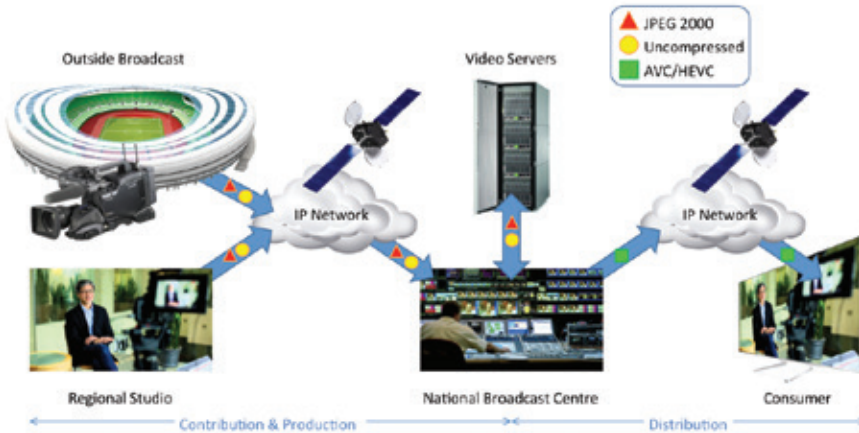 JPEG 2000
Uncompressed
AVC/HEVC
Outside Broadcast
Video Servers
IP Network
IP Network
Regional Studio
National Broadcast Centre
Consumer
Contribution & Production
Distribution